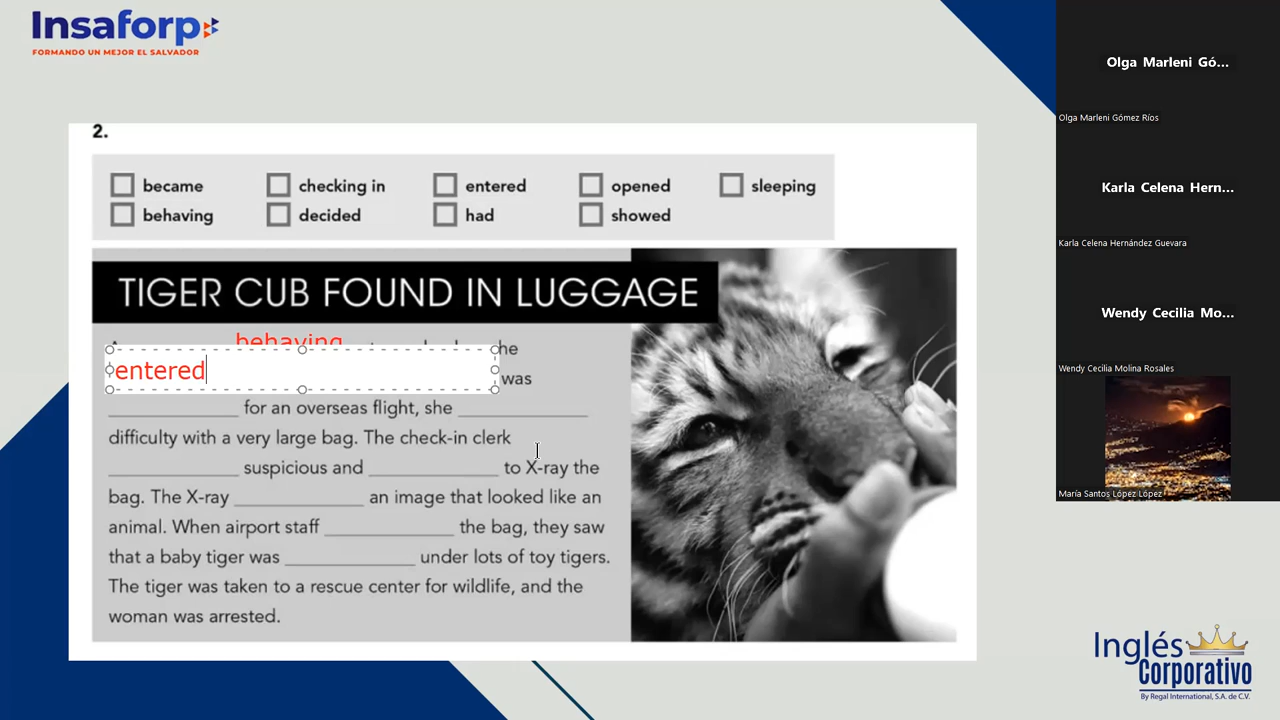 Insaforp
FORMANDO UN MEJOR EL SALVADOR
2.
became checking in entered opened sleeping
behaving decided had showed
TIGER CUB FOUND IN LUGGAGE
A behaving he
entered was
for an overseas flight, she
difficulty with a very large bag. The check-in clerk
suspicious and to X-ray the
bag. The X-ray an image that looked like an
animal. When airport staff the bag, they saw
that a baby tiger was under lots of toy tigers.
The tiger was taken to a rescue center for wildlife, and the
woman was arrested.
Olga Marleni Gó...
Olga Marleni Gómez Ríos
Karla Celena Hern...
Karla Celena Hernández Guevara
Wendy Cecilia Mo...
Wendy Cecilia Molina Rosales
María Santos López López
Inglés
Corporativo
By Regal International, S.A. de C.V.